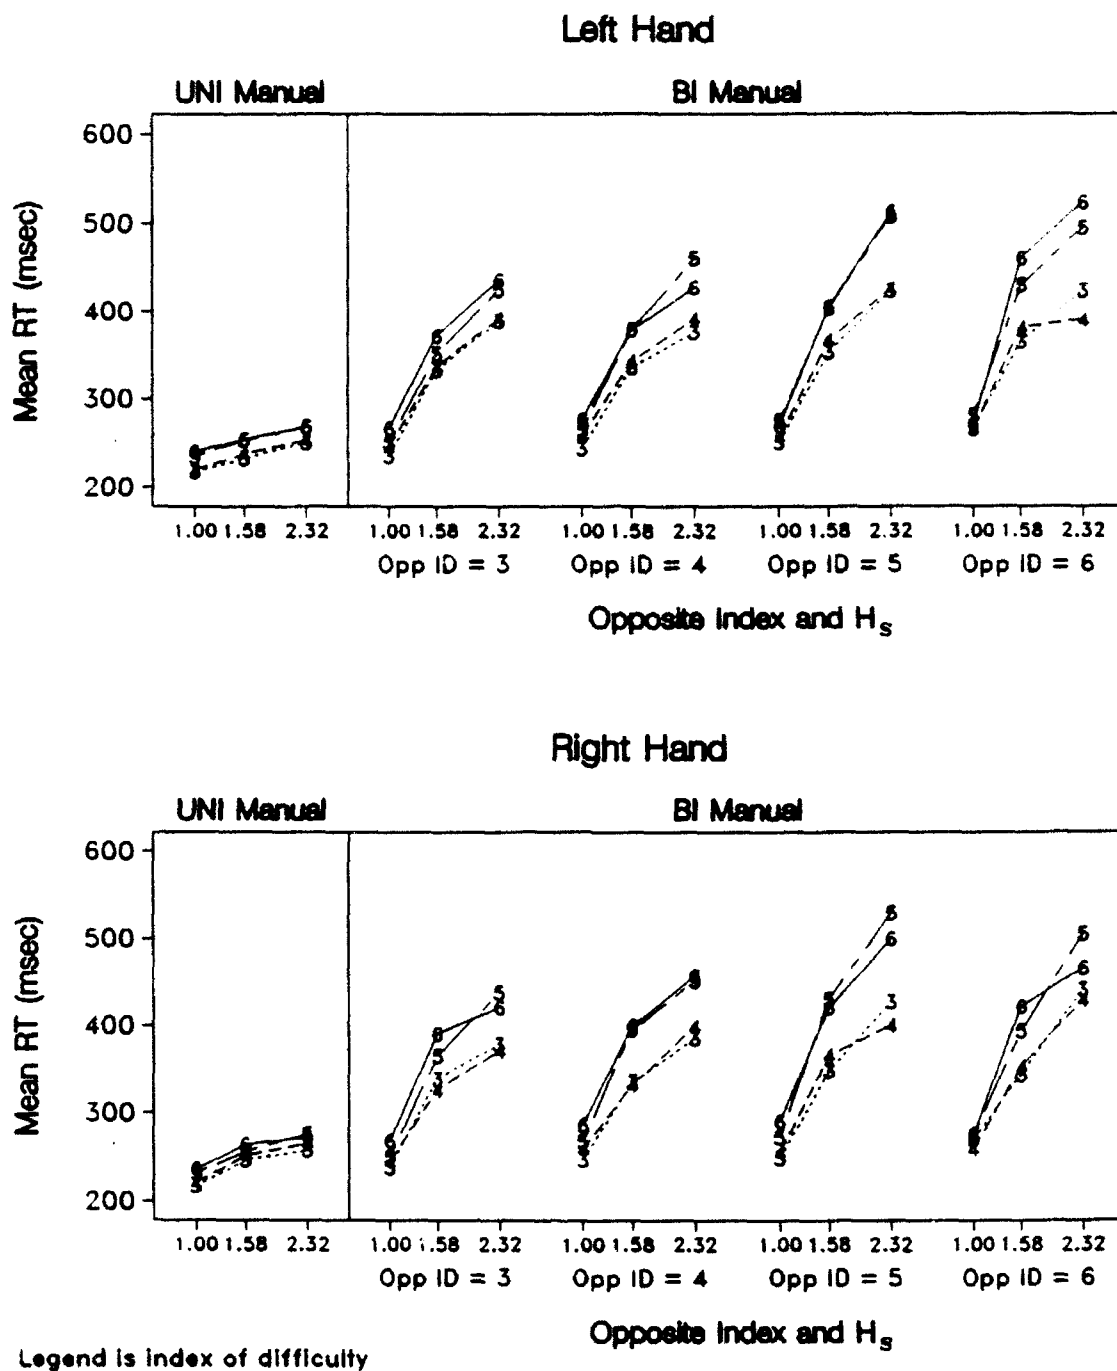 Left Hand
UNI Manual BI Manual
Mean RT (msec)
600
500
400
300
200
1.00 1.58 2.32 1.00 1.58 2.32 1.00 1.58 2.32 1.00 1.58 2.32 1.00 1.58 2.32
Opp ID = 3 Opp ID = 4 Opp ID = 5 Opp ID = 6
Opposite Index and Hs
Right Hand
UNI Manual BI Manual
Mean RT (msec)
600
500
400
300
200
1.00 1.58 2.32 1.00 1.58 2.32 1.00 1.58 2.32 1.00 1.58 2.32 1.00 1.58 2.32
Opp ID = 3 Opp ID = 4 Opp ID = 5 Opp ID = 6
Opposite Index and Hs
Legend is index of difficulty